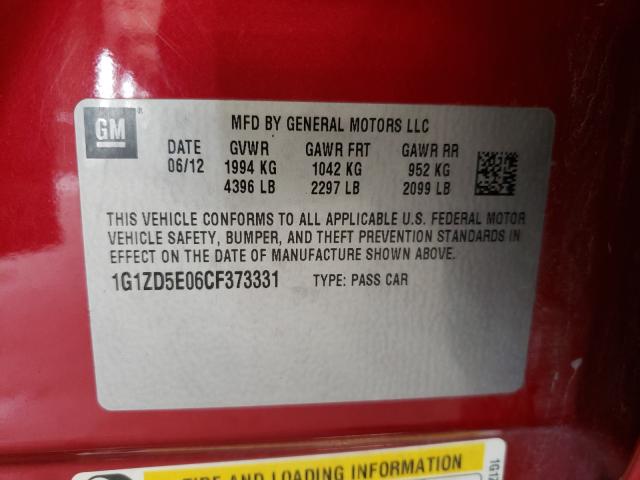 GM
®
MFD BY GENERAL MOTORS LLC
DATE GVWR GAWR FRT GAWR RR
06/12 1994 KG 1042 KG 952 KG
4396 LB 2297 LB 2099 LB
THIS VEHICLE CONFORMS TO ALL APPLICABLE U.S. FEDERAL MOTOR
VEHICLE SAFETY, BUMPER, AND THEFT PREVENTION STANDARDS IN
EFFECT ON THE DATE OF MANUFACTURE SHOWN ABOVE.
1G1ZD5E06CF373331 TYPE: PASS CAR
TIRE AND LOADING INFORMATION